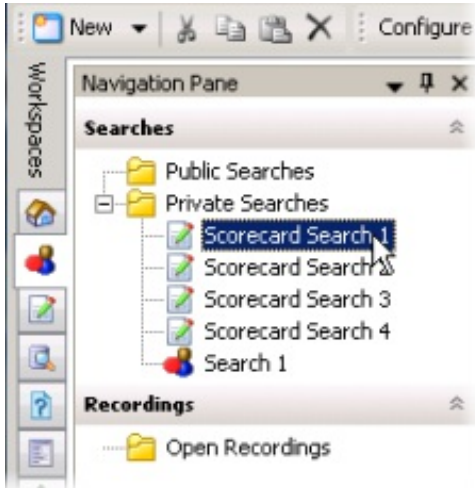 New Configure
Workspaces
Navigation Pane
Searches
Public Searches
Private Searches
Scorecard Search 1
Scorecard Search
Scorecard Search 3
Scorecard Search 4
Search 1
Recordings
Open Recordings